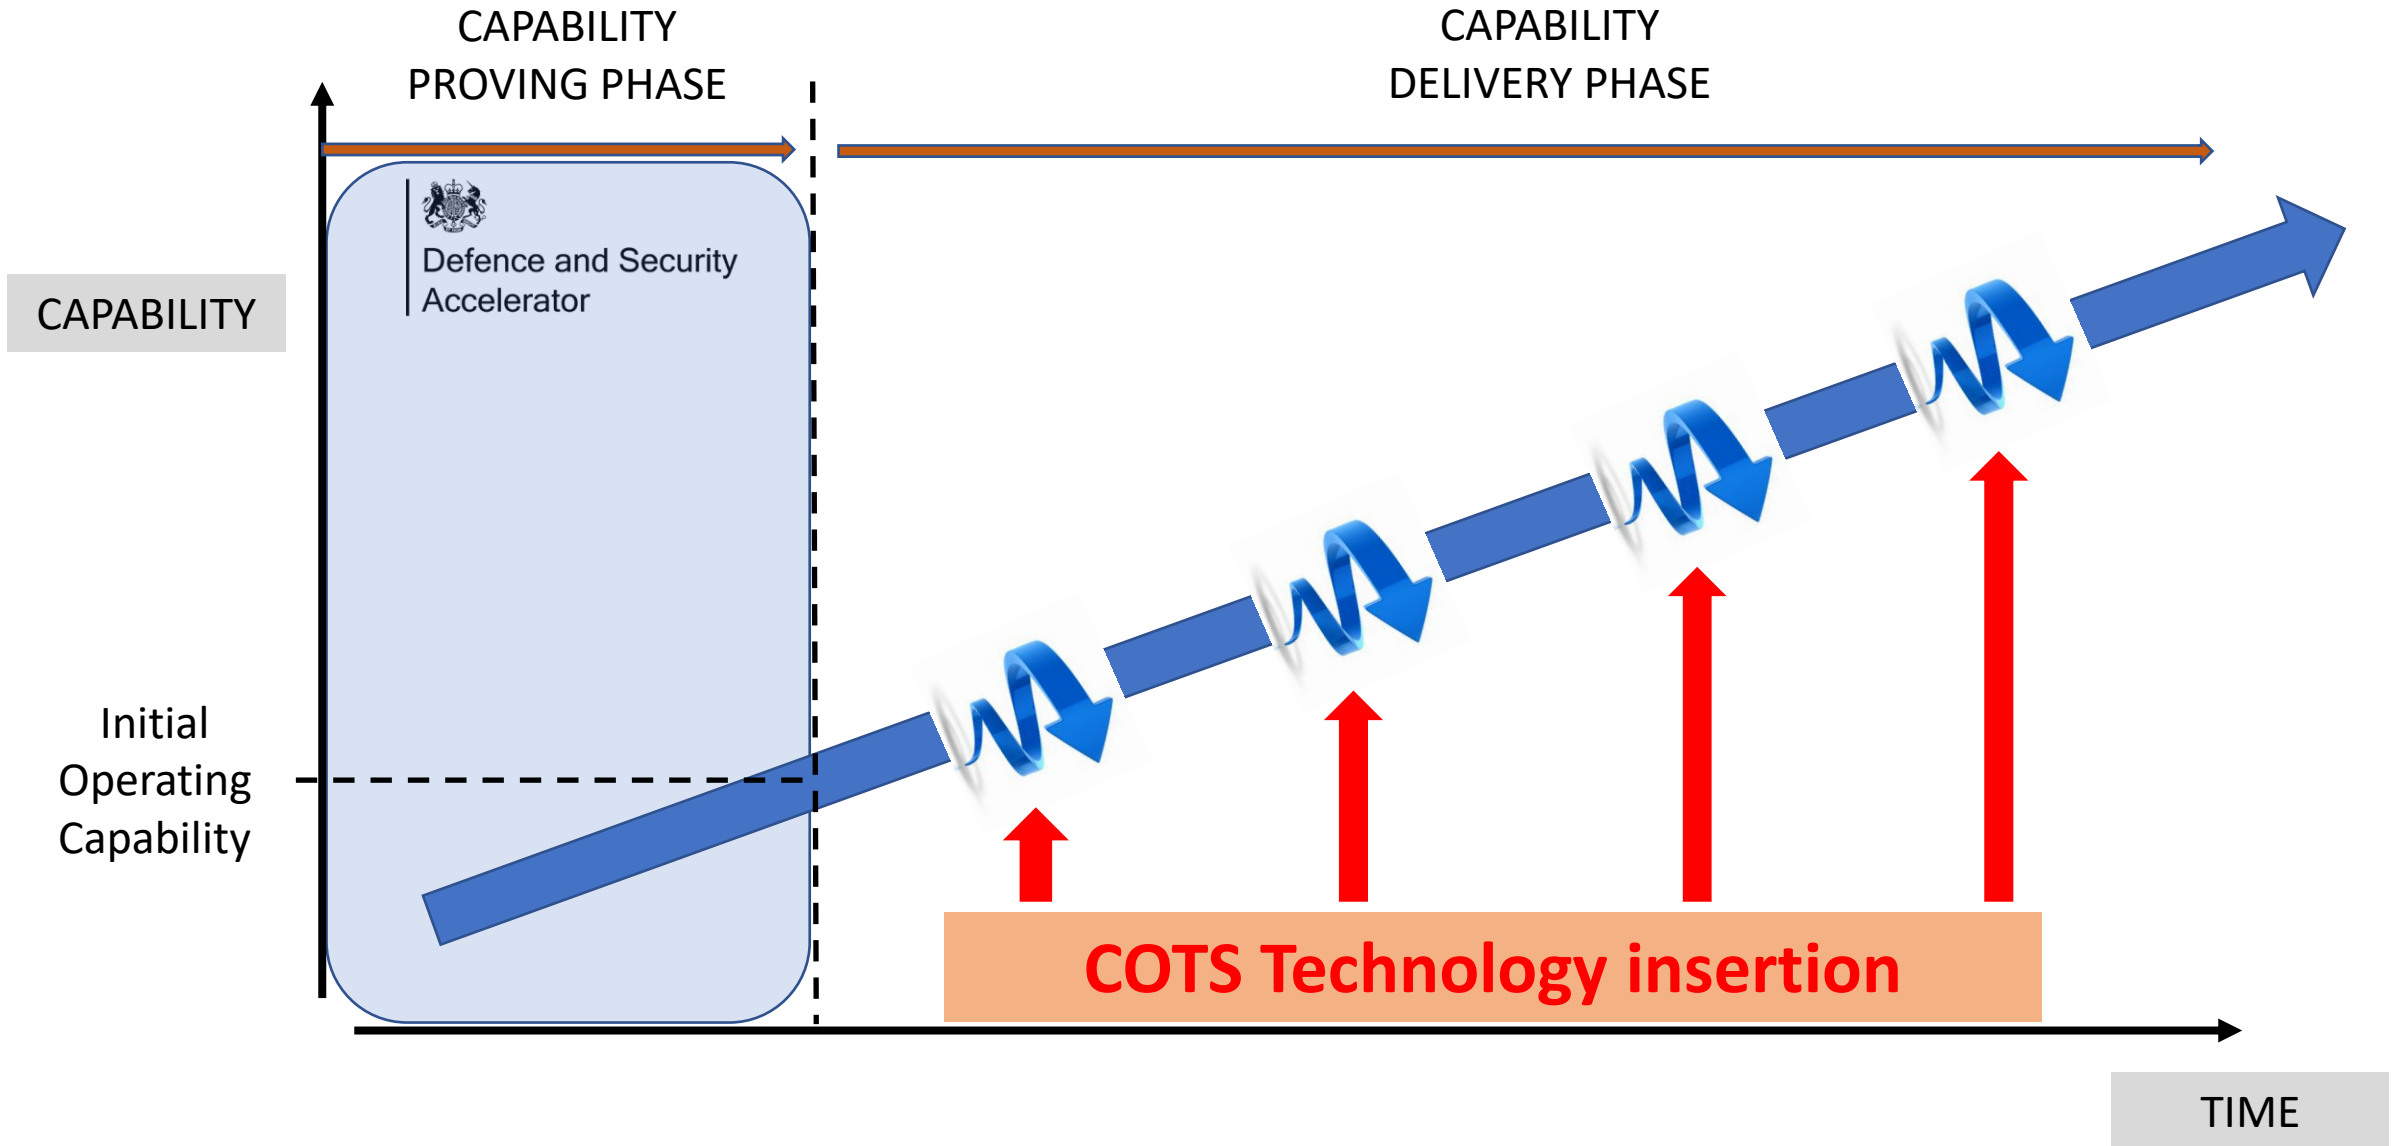 CAPABILITY
PROVING PHASE
CAPABILITY
DELIVERY PHASE
Defence and Security
Accelerator
CAPABILITY
Initial
Operating
Capability
COTS Technology insertion
TIME